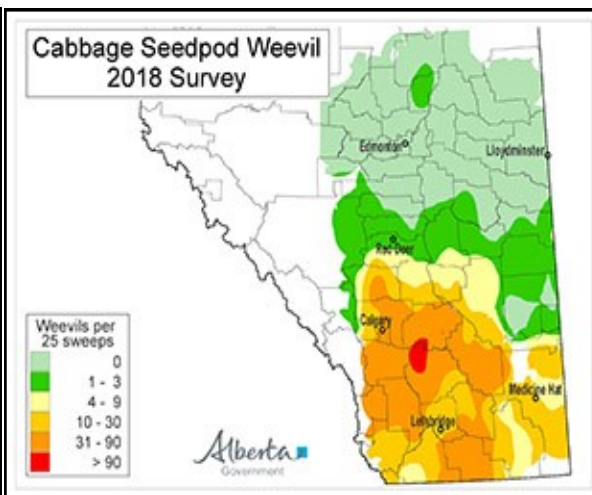 Cabbage Seedpod Weevil
2018 Survey
Edmonton
Lloydminster
Red Deer
Calgary
Medicine Hat
Lethbridge
Weevils per
25 sweeps
0
1 - 3
4 - 9
10 - 30
31 - 90
> 90
Alberta
Government